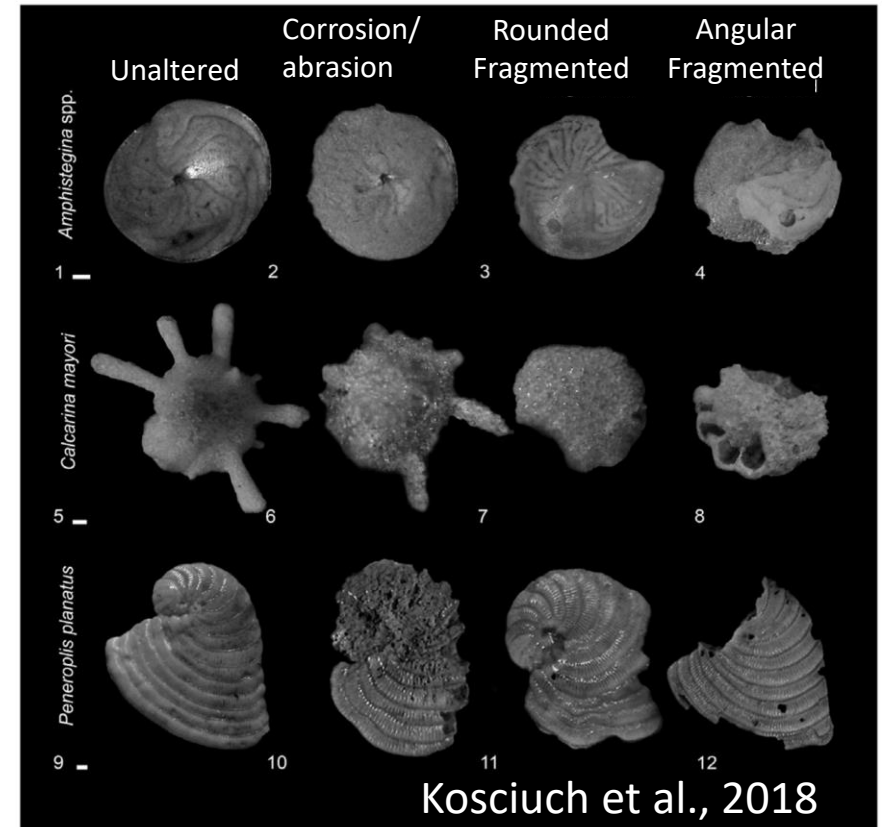 Unaltered
Corrosion/
abrasion
Rounded
Fragmented
Angular
Fragmented
Amphistegina spp.
1
2
3
4
Calcarina mayori
5
6
7
8
Peneroplis planatus
9
10
11
12
Kosciuch et al., 2018